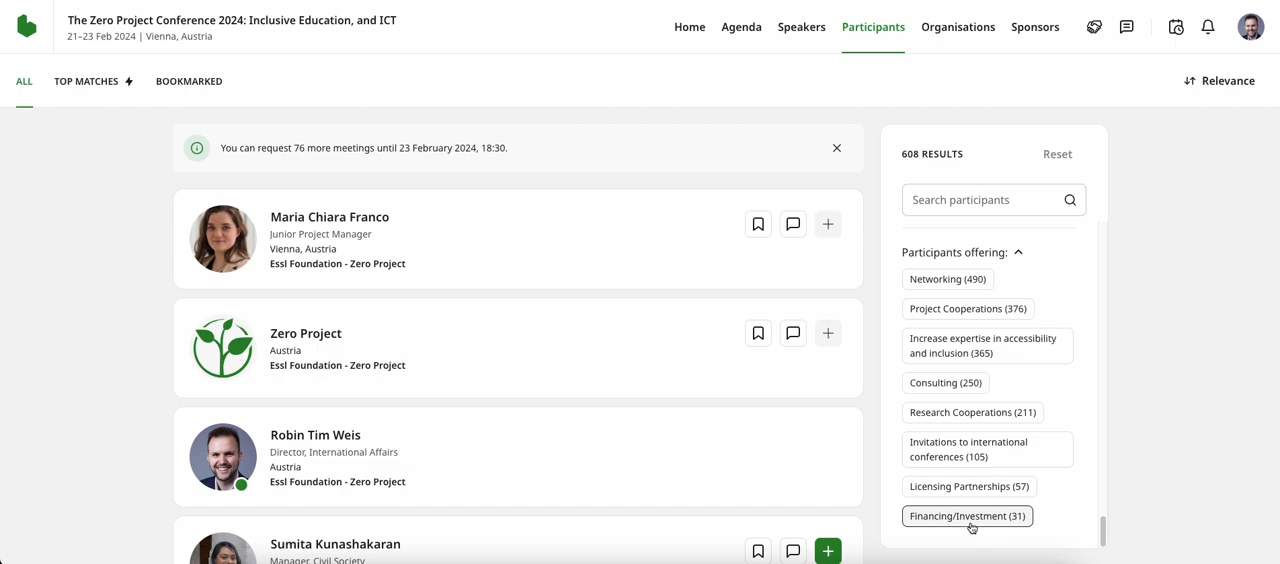 The Zero Project Conference 2024: Inclusive Education, and ICT
21–23 Feb 2024 | Vienna, Austria
Home
Agenda
Speakers
Participants
Organisations
Sponsors
ALL
TOP MATCHES
BOOKMARKED
Relevance
You can request 76 more meetings until 23 February 2024, 18:30.
Maria Chiara Franco
Junior Project Manager
Vienna, Austria
Essl Foundation - Zero Project
Zero Project
Austria
Essl Foundation - Zero Project
Robin Tim Weis
Director, International Affairs
Austria
Essl Foundation - Zero Project
Sumita Kunashakaran
Manager, Civil Society
608 RESULTS
Reset
Search participants
Participants offering:
Networking (490)
Project Cooperations (376)
Increase expertise in accessibility
and inclusion (365)
Consulting (250)
Research Cooperations (211)
Invitations to international
conferences (105)
Licensing Partnerships (57)
Financing/Investment (31)